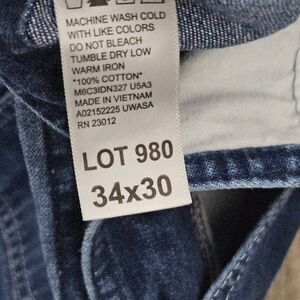 MACHINE WASH COLD
WITH LIKE COLORS
DO NOT BLEACH
TUMBLE DRY LOW
WARM IRON
*100% COTTON*
M6C3IDN327 U5A3
MADE IN VIETNAM
A02152225 UWASA
RN 23012
LOT 980
34x30